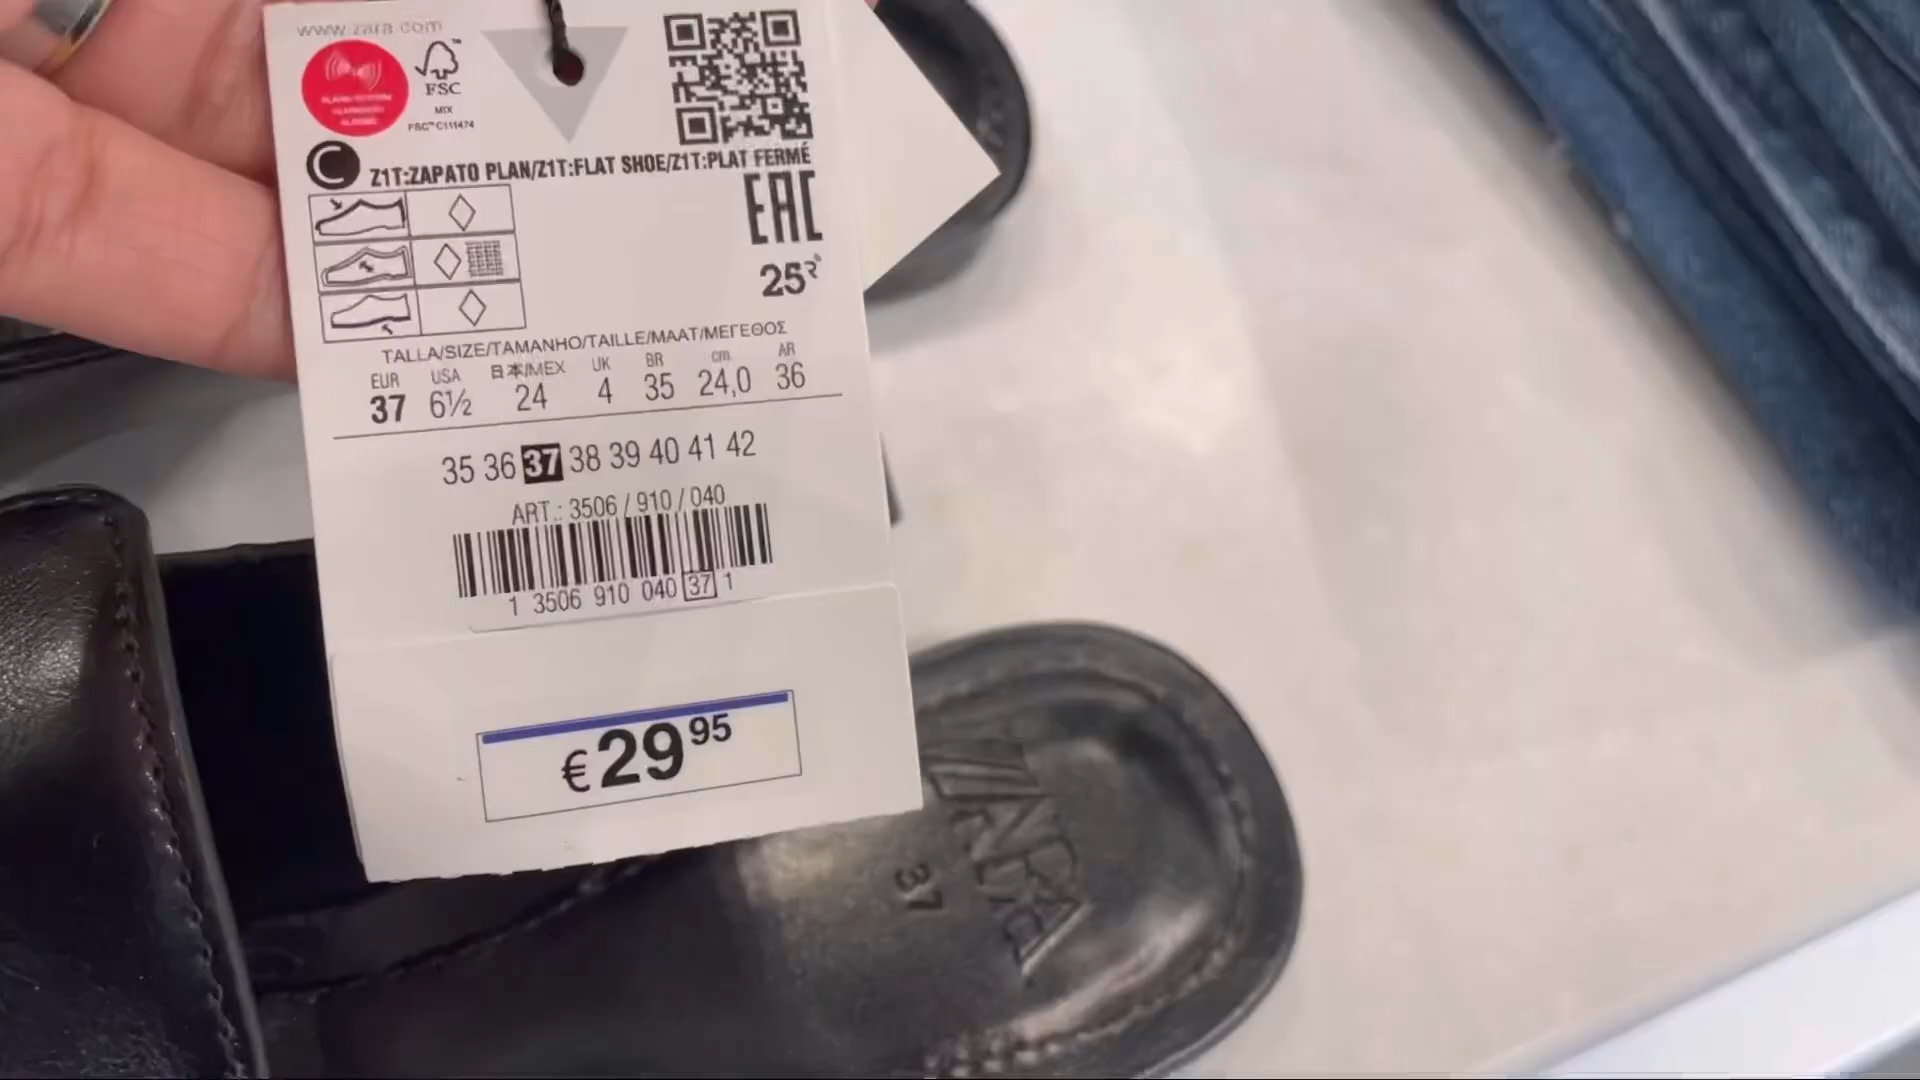 www.zara.com
FSC
MIX
FSC™ C111474
C Z1T:ZAPATO PLAN/Z1T:FLAT SHOE/Z1T:PLAT FERMÉ
EAC
25
TALLA/SIZE/TAMANHO/TAILLE/MAAT/ΜΕΓΕΘΟΣ
EUR USA 日本/MEX UK BR cm. AR
37 6½ 24 4 35 24,0 36
35 36 37 38 39 40 41 42
ART.: 3506 / 910 / 040
1 3506 910 040 37 1
€29 95
ZARA
37